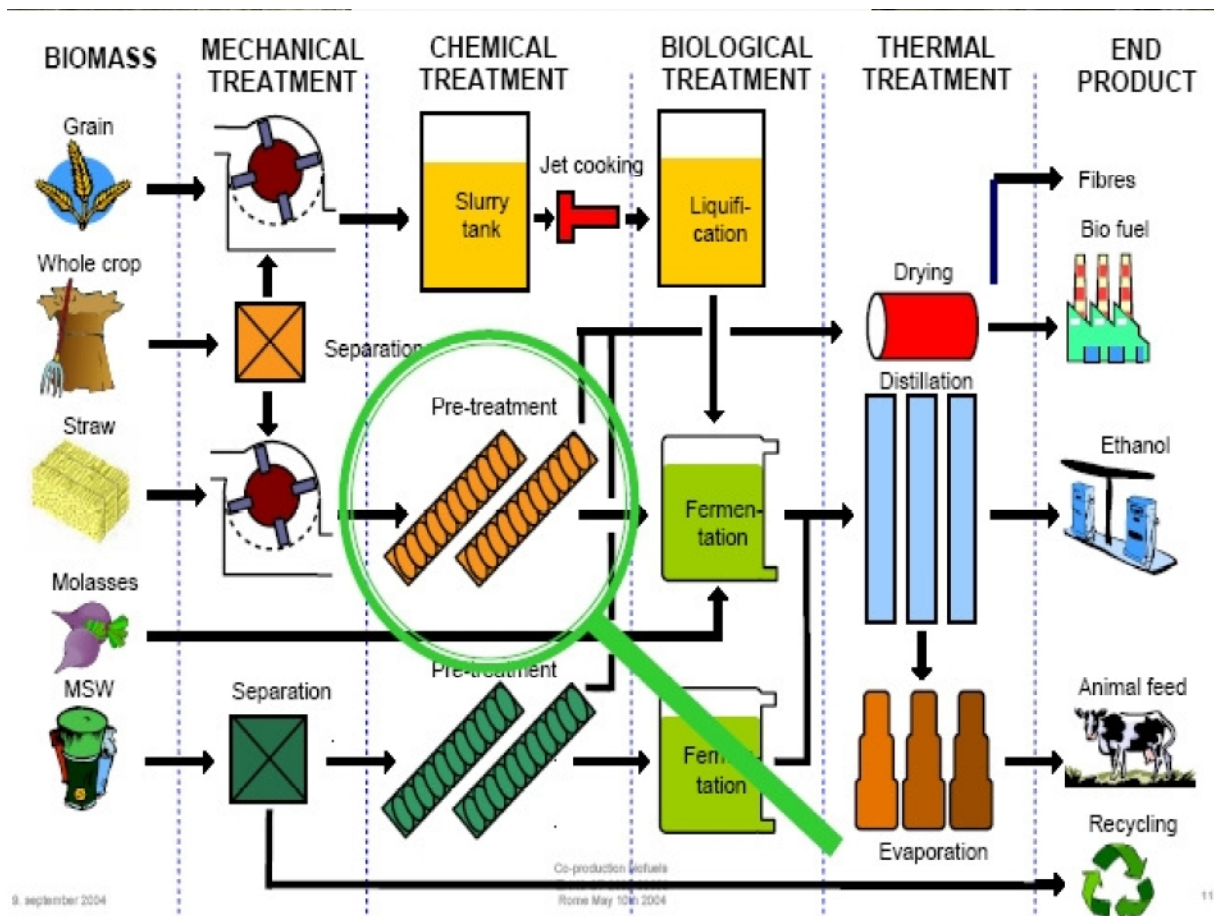 BIOMASS
MECHANICAL
TREATMENT
CHEMICAL
TREATMENT
BIOLOGICAL
TREATMENT
THERMAL
TREATMENT
END
PRODUCT
Grain
Jet cooking
Slurry
tank
Liquifi-
cation
Fibres
Bio fuel
Whole crop
Separation
Drying
Pre-treatment
Distillation
Straw
Ethanol
Fermen-
tation
Molasses
Pre-treatment
MSW
Separation
Animal feed
Fermen-
tation
Recycling
Evaporation
Co-production biofuels
Rome May 10th 2004
9. september 2004
11